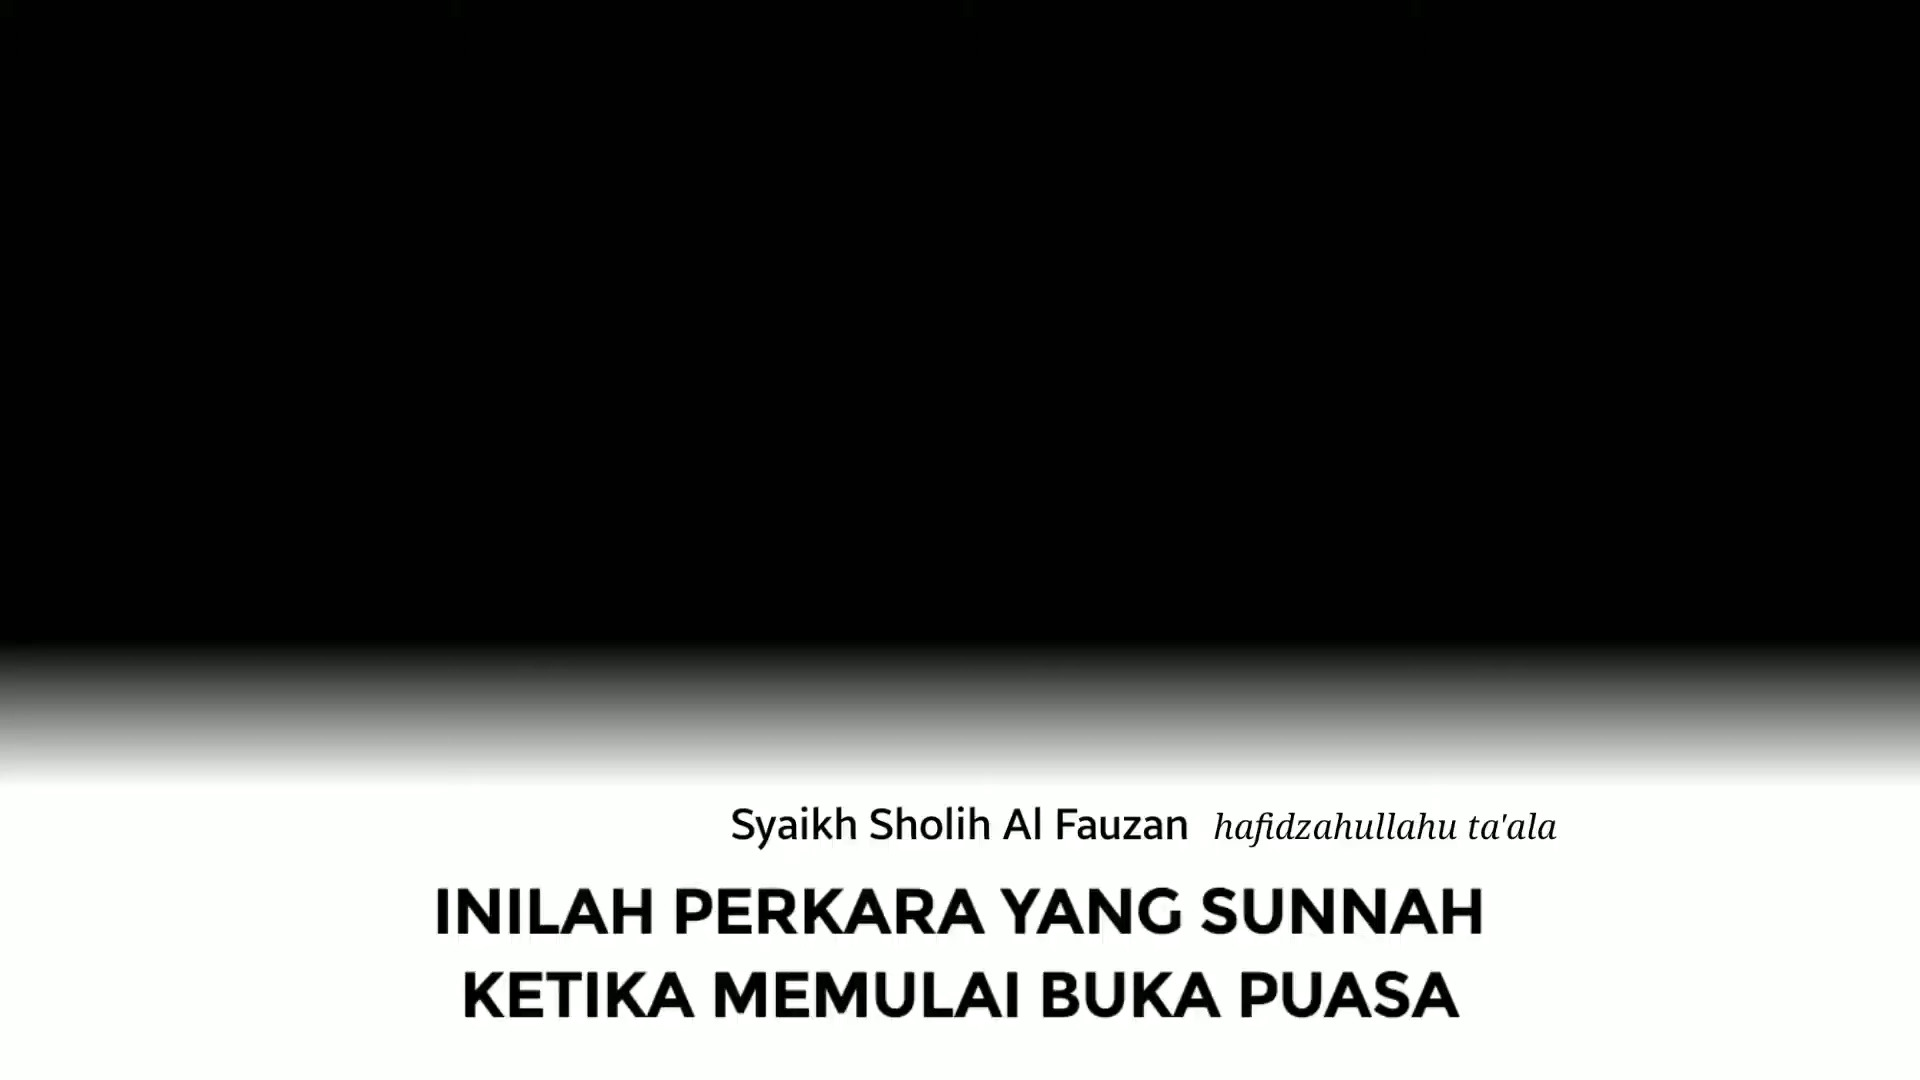 Syaikh Sholih Al Fauzan hafidzahullahu ta'ala
INILAH PERKARA YANG SUNNAH
KETIKA MEMULAI BUKA PUASA